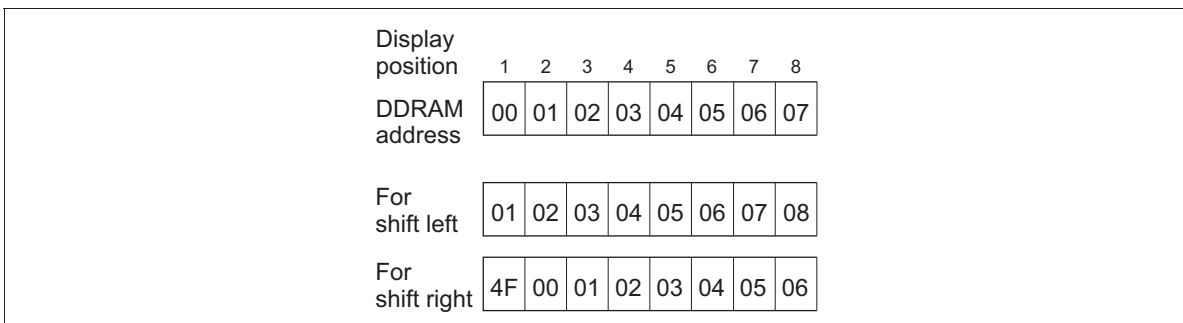 Display
position 1 2 3 4 5 6 7 8
DDRAM
address 00 01 02 03 04 05 06 07
For
shift left 01 02 03 04 05 06 07 08
For
shift right 4F 00 01 02 03 04 05 06